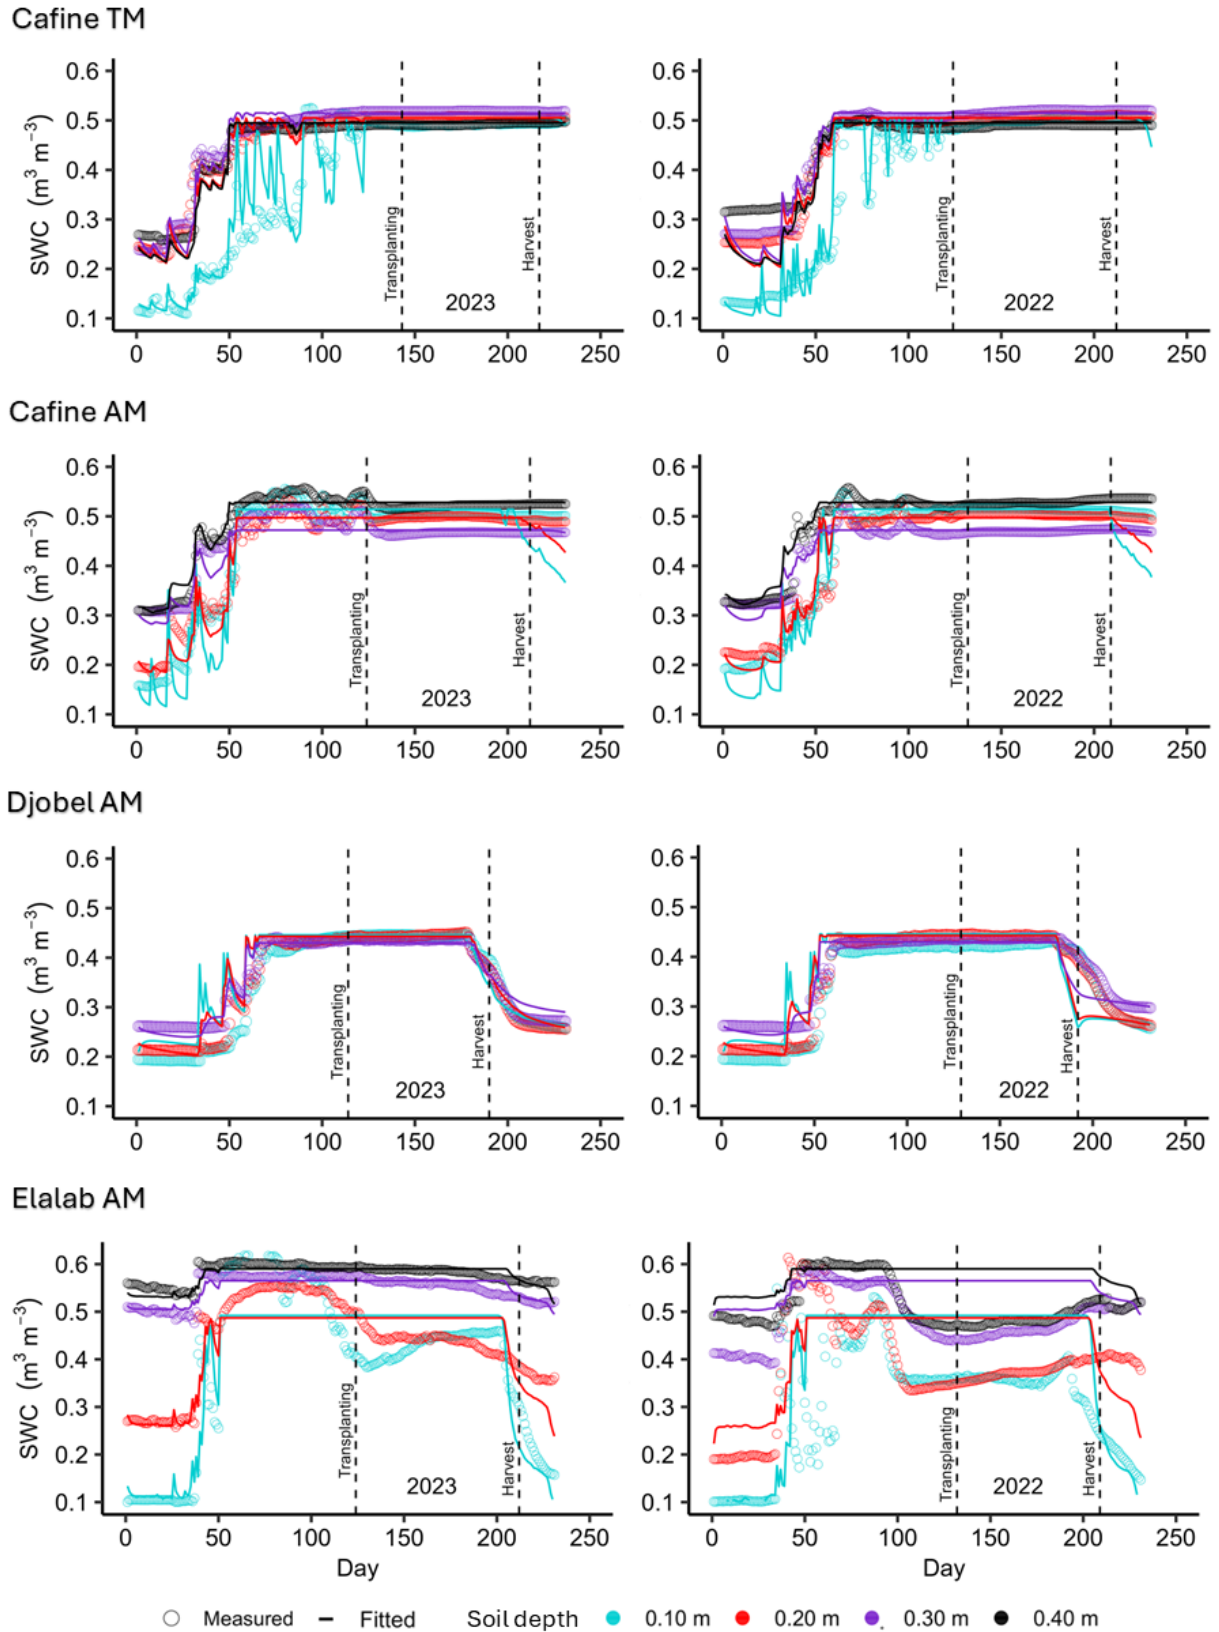 Cafine TM
0.6 0.5 0.4 0.3 0.2 0.1
SWC (m³ m⁻³)
Transplanting
Harvest
2023
0 50 100 150 200 250
0.6 0.5 0.4 0.3 0.2 0.1
Transplanting
Harvest
2022
0 50 100 150 200 250
Cafine AM
0.6 0.5 0.4 0.3 0.2 0.1
SWC (m³ m⁻³)
Transplanting
Harvest
2023
0 50 100 150 200 250
0.6 0.5 0.4 0.3 0.2 0.1
Transplanting
Harvest
2022
0 50 100 150 200 250
Djobel AM
0.6 0.5 0.4 0.3 0.2 0.1
SWC (m³ m⁻³)
Transplanting
Harvest
2023
0 50 100 150 200 250
0.6 0.5 0.4 0.3 0.2 0.1
Transplanting
Harvest
2022
0 50 100 150 200 250
Elalab AM
0.6 0.5 0.4 0.3 0.2 0.1
SWC (m³ m⁻³)
Transplanting
Harvest
2023
0 50 100 150 200 250
Day
0.6 0.5 0.4 0.3 0.2 0.1
Transplanting
Harvest
2022
0 50 100 150 200 250
Day
Measured Fitted Soil depth 0.10 m 0.20 m 0.30 m 0.40 m